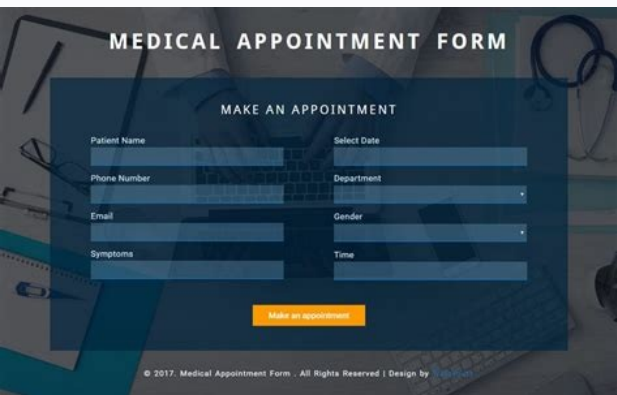 MEDICAL APPOINTMENT FORM
MAKE AN APPOINTMENT
Patient Name
Select Date
Phone Number
Department
Email
Gender
Symptoms
Time
Make an appointment
© 2017. Medical Appointment Form . All Rights Reserved | Design by